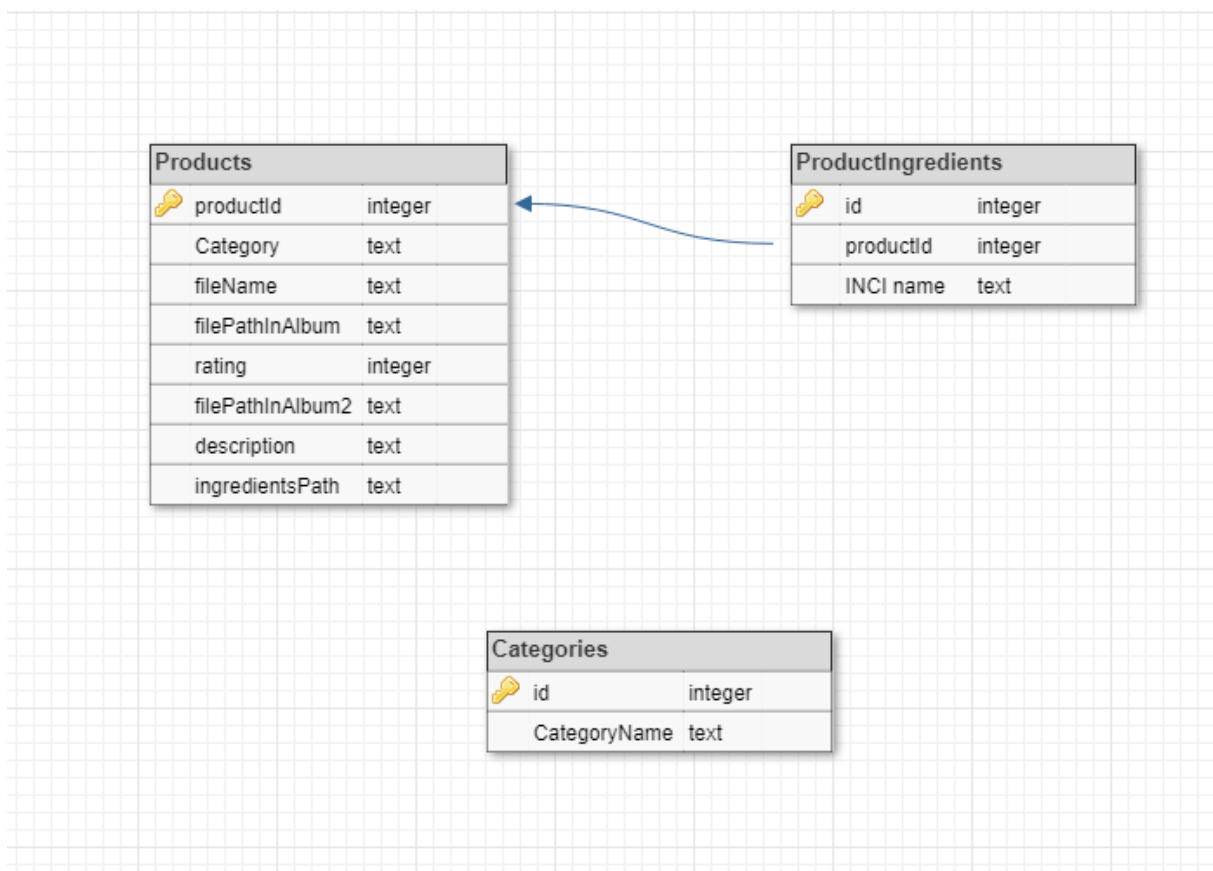 Products
productId integer
Category text
fileName text
filePathInAlbum text
rating integer
filePathInAlbum2 text
description text
ingredientsPath text
ProductIngredients
id integer
productId integer
INCI name text
Categories
id integer
CategoryName text